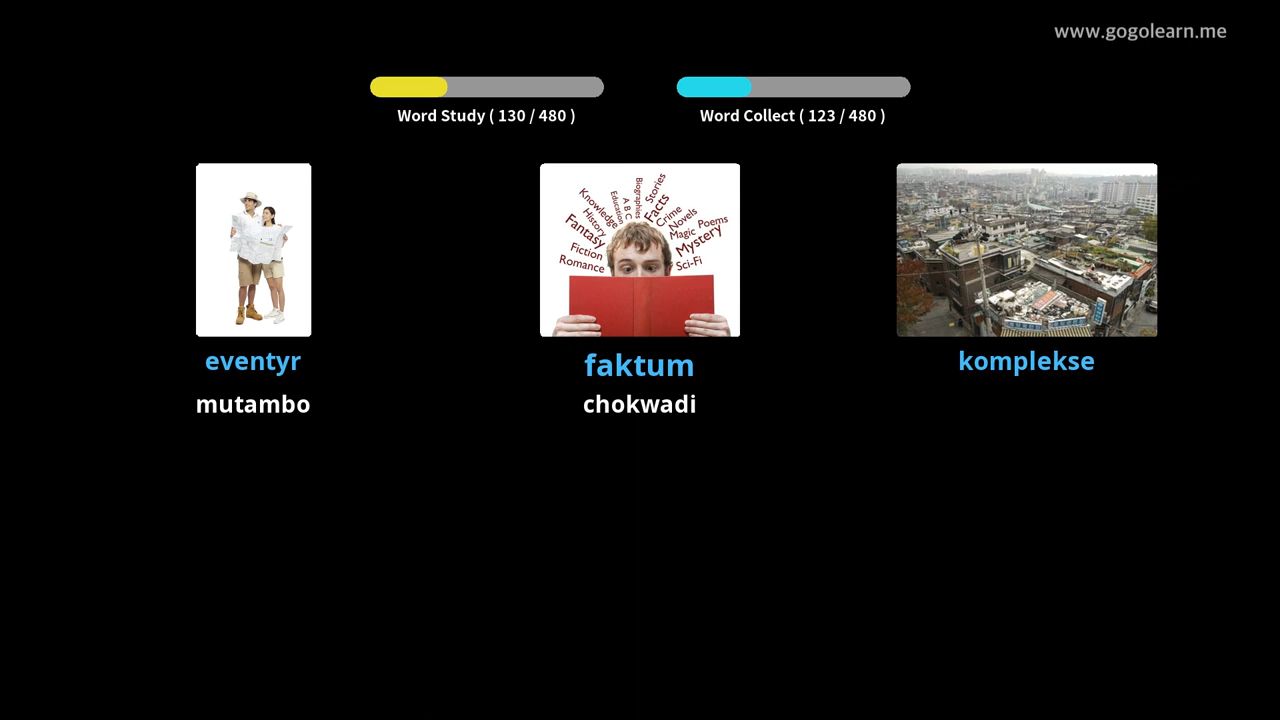 www.gogolearn.me
Word Study ( 130 / 480 )
Word Collect ( 123 / 480 )
Knowledge
History
Fantasy
Fiction
Romance
Education
A B C
Biographies
Stories
Facts
Crime
Novels
Magic
Poems
Mystery
Sci-Fi
eventyr
faktum
komplekse
mutambo
chokwadi